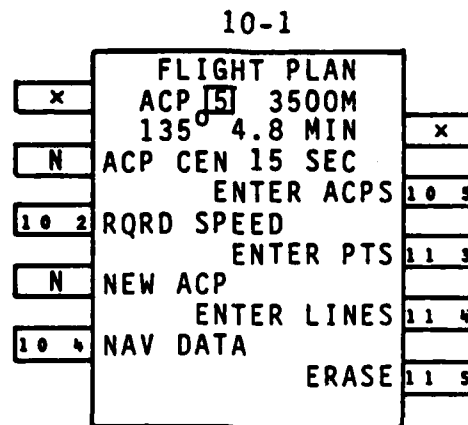 10-1
FLIGHT PLAN
× ACP 5 3500M
135° 4.8 MIN ×
N ACP CEN 15 SEC
ENTER ACPS 10 5
10 2 RQRD SPEED
ENTER PTS 11 3
N NEW ACP
ENTER LINES 11 4
10 4 NAV DATA
ERASE 11 5